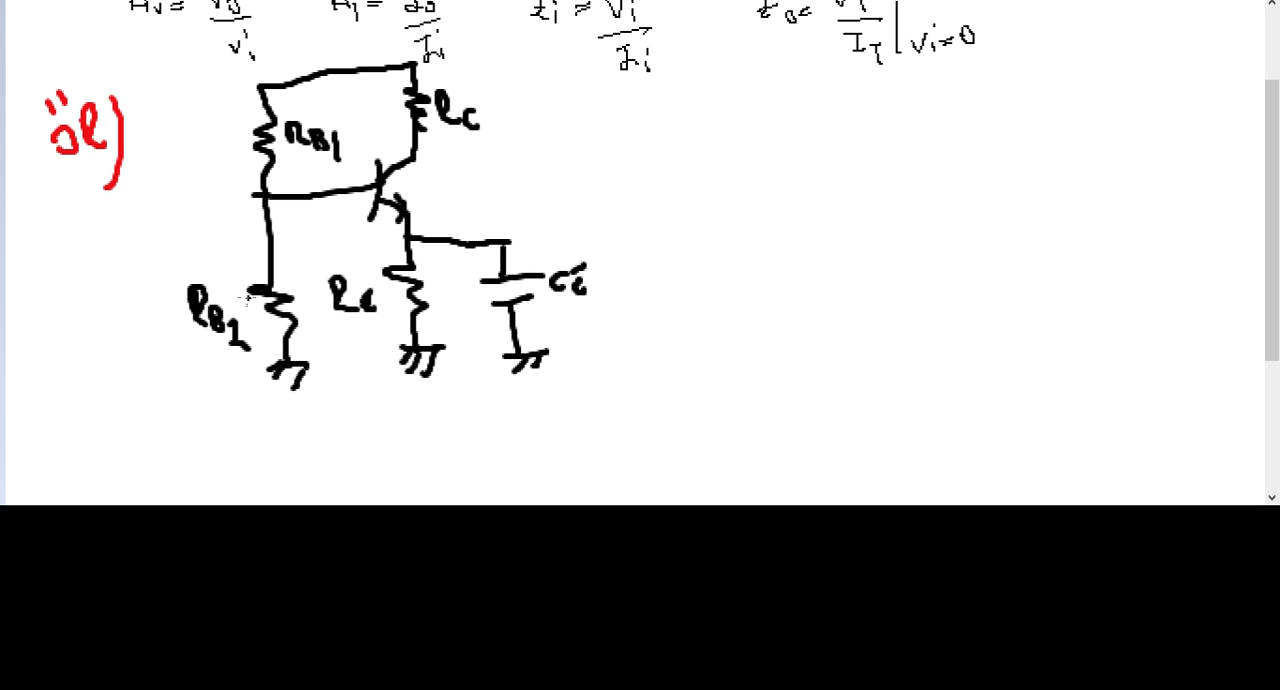 Av = Vo/Vi Ai = Io/Ii Zi = Vi/Ii Zo = VT/IT | Vi=0
ör)
RC
RB1
RB2 RE CE